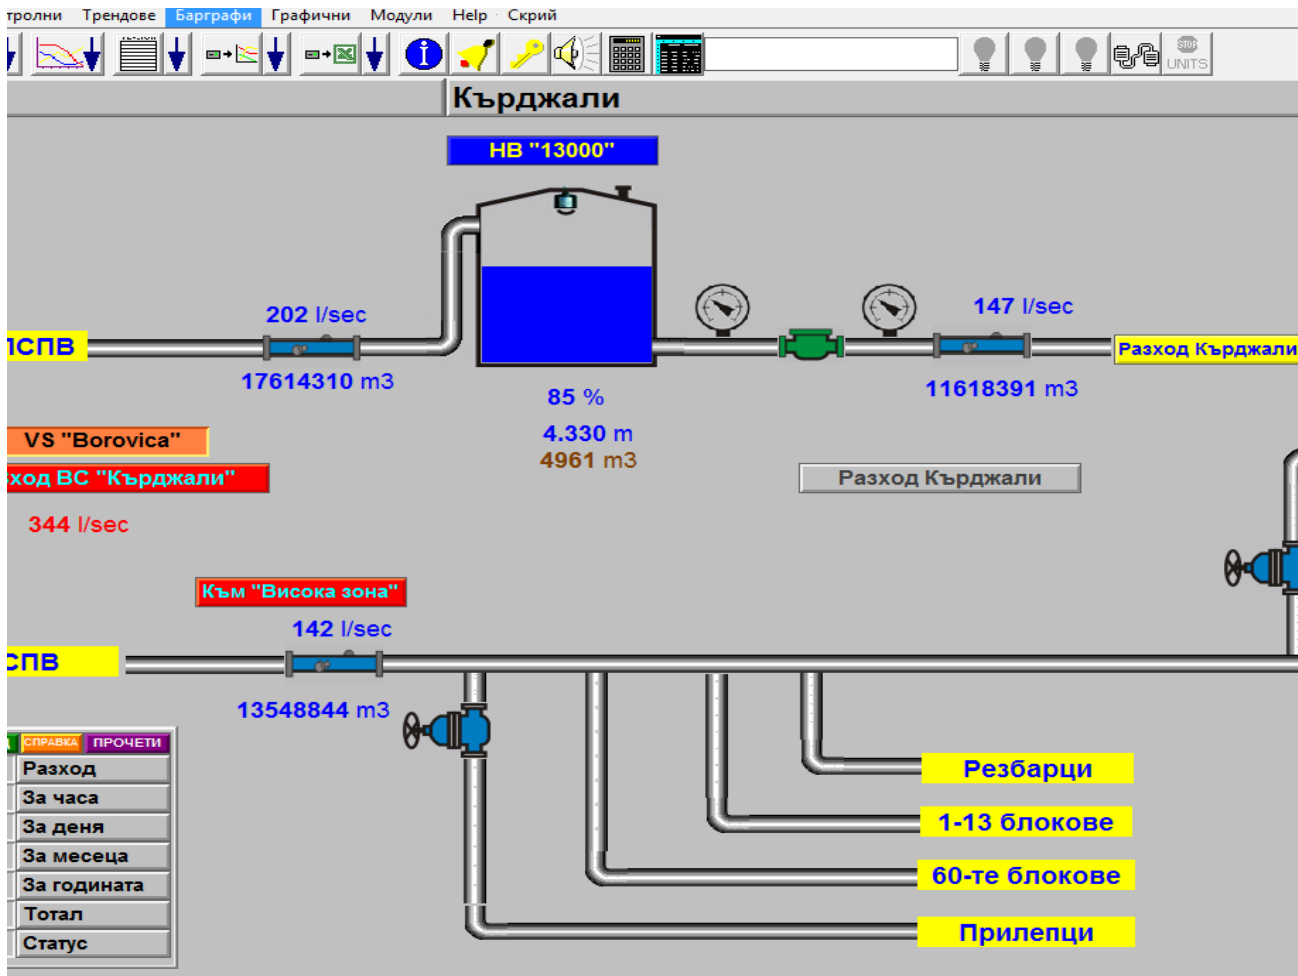 тролни Трендове Барграфи Графични Модули Help Скрий
STOP
UNITS
Кърджали
НВ "13000"
202 l/sec
147 l/sec
ПСПВ
Разход Кърджали
17614310 m3
11618391 m3
85 %
4.330 m
4961 m3
VS "Borovica"
ход ВС "Кърджали"
Разход Кърджали
344 l/sec
Към "Висока зона"
142 l/sec
СПВ
13548844 m3
СПРАВКА ПРОЧЕТИ
Разход
За часа
За деня
За месеца
За годината
Тотал
Статус
Резбарци
1-13 блокове
60-те блокове
Прилепци